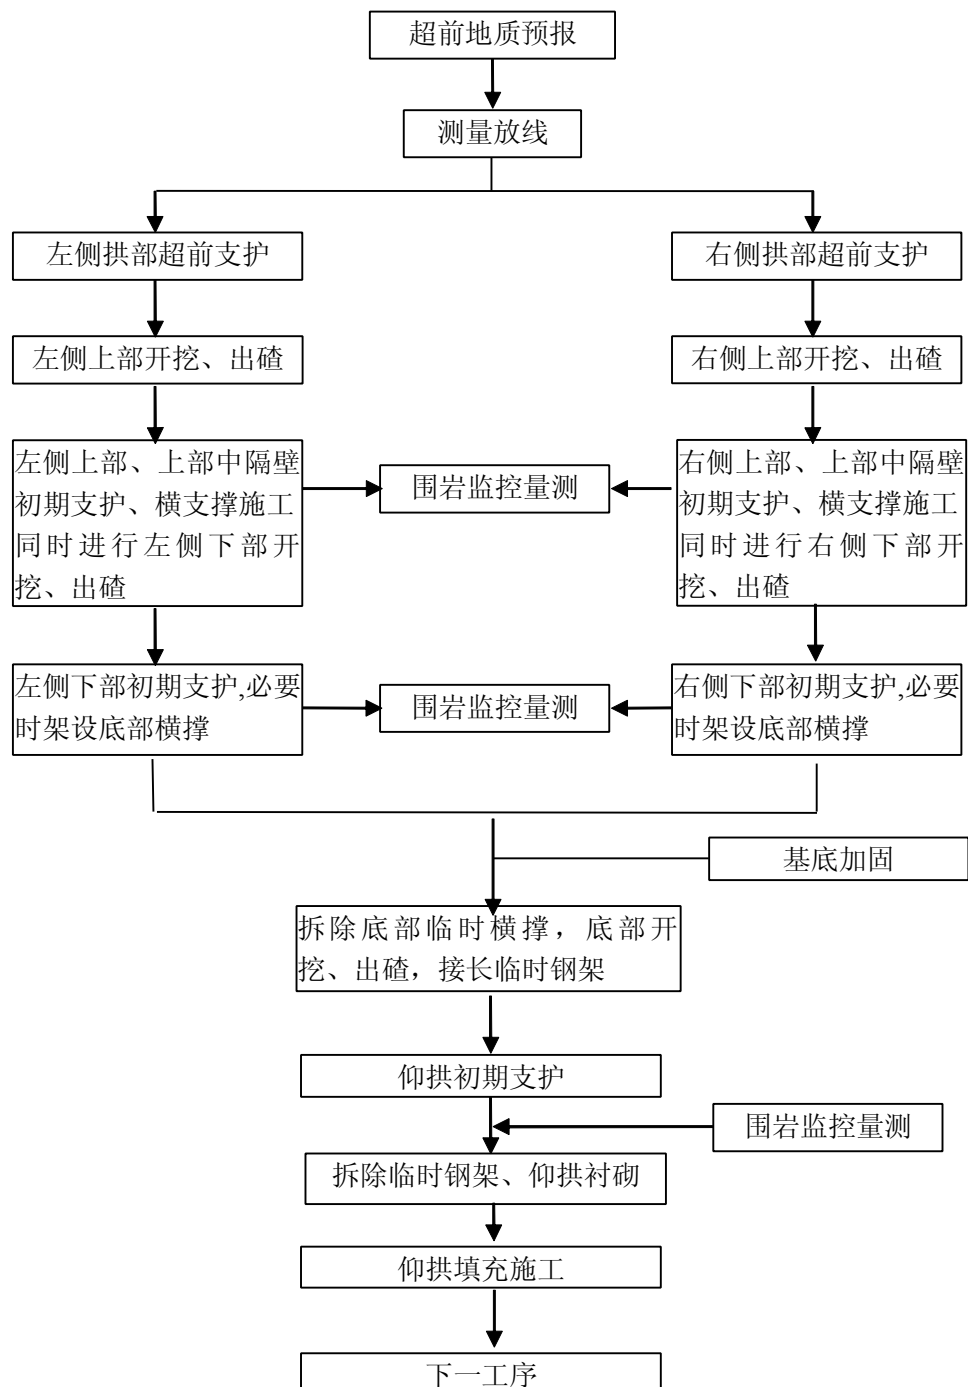 超前地质预报
测量放线
左侧拱部超前支护
右侧拱部超前支护
左侧上部开挖、出碴
右侧上部开挖、出碴
左侧上部、上部中隔壁
初期支护、横支撑施工
同时进行左侧下部开
挖、出碴
围岩监控量测
右侧上部、上部中隔壁
初期支护、横支撑施工
同时进行右侧下部开
挖、出碴
左侧下部初期支护,必要
时架设底部横撑
围岩监控量测
右侧下部初期支护,必要
时架设底部横撑
基底加固
拆除底部临时横撑，底部开
挖、出碴，接长临时钢架
仰拱初期支护
围岩监控量测
拆除临时钢架、仰拱衬砌
仰拱填充施工
下一工序